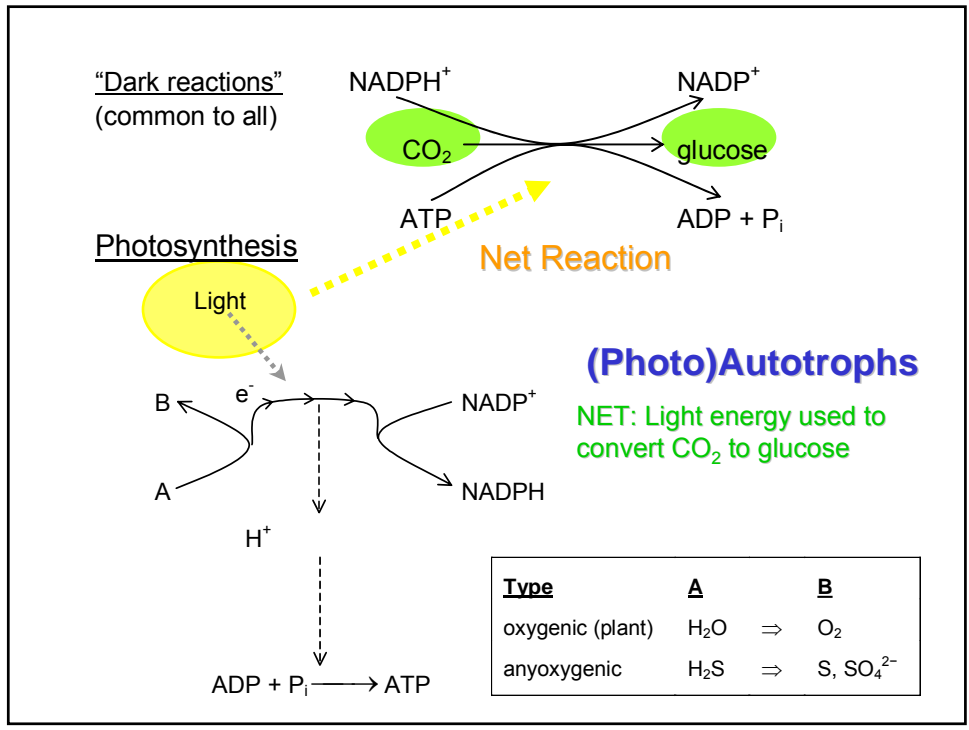 “Dark reactions”
(common to all)
NADPH⁺
NADP⁺
CO₂
glucose
ATP
ADP + Pᵢ
Photosynthesis
Net Reaction
Light
(Photo)Autotrophs
NET: Light energy used to
convert CO₂ to glucose
B
e⁻
NADP⁺
A
NADPH
H⁺
ADP + Pᵢ ⟶ ATP
Type A B
oxygenic (plant) H₂O ⇒ O₂
anyoxygenic H₂S ⇒ S, SO₄²⁻